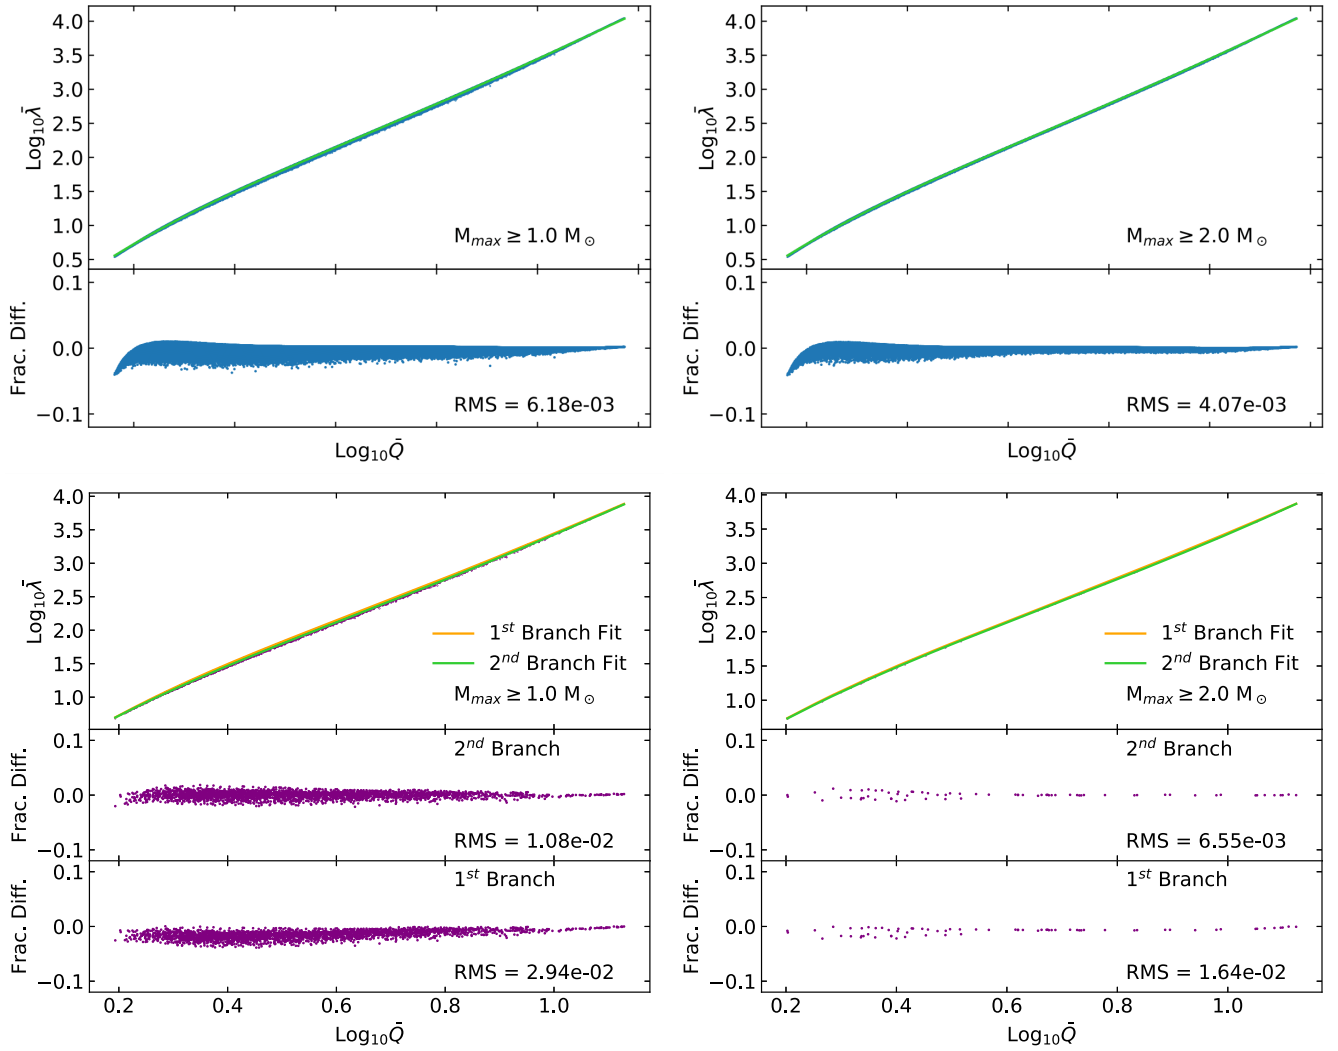 4.0
3.5
3.0
2.5
2.0
1.5
1.0
0.5
Log₁₀λ̄
M_max ≥ 1.0 M_⊙
0.1
0.0
−0.1
Frac. Diff.
RMS = 6.18e-03
Log₁₀Q̄
4.0
3.5
3.0
2.5
2.0
1.5
1.0
0.5
Log₁₀λ̄
M_max ≥ 2.0 M_⊙
0.1
0.0
−0.1
Frac. Diff.
RMS = 4.07e-03
Log₁₀Q̄
4.0
3.5
3.0
2.5
2.0
1.5
1.0
Log₁₀λ̄
1ˢᵗ Branch Fit
2ⁿᵈ Branch Fit
M_max ≥ 1.0 M_⊙
0.1
0.0
−0.1
Frac. Diff.
2ⁿᵈ Branch
RMS = 1.08e-02
0.1
0.0
−0.1
Frac. Diff.
1ˢᵗ Branch
RMS = 2.94e-02
0.2 0.4 0.6 0.8 1.0
Log₁₀Q̄
4.0
3.5
3.0
2.5
2.0
1.5
1.0
Log₁₀λ̄
1ˢᵗ Branch Fit
2ⁿᵈ Branch Fit
M_max ≥ 2.0 M_⊙
0.1
0.0
−0.1
Frac. Diff.
2ⁿᵈ Branch
RMS = 6.55e-03
0.1
0.0
−0.1
Frac. Diff.
1ˢᵗ Branch
RMS = 1.64e-02
0.2 0.4 0.6 0.8 1.0
Log₁₀Q̄